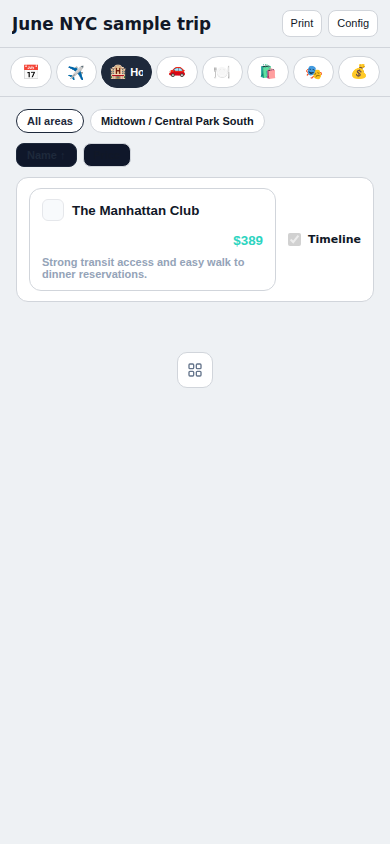 June NYC sample trip
Print
Config
Ho
All areas
Midtown / Central Park South
Name
The Manhattan Club
$389
Timeline
Strong transit access and easy walk to
dinner reservations.